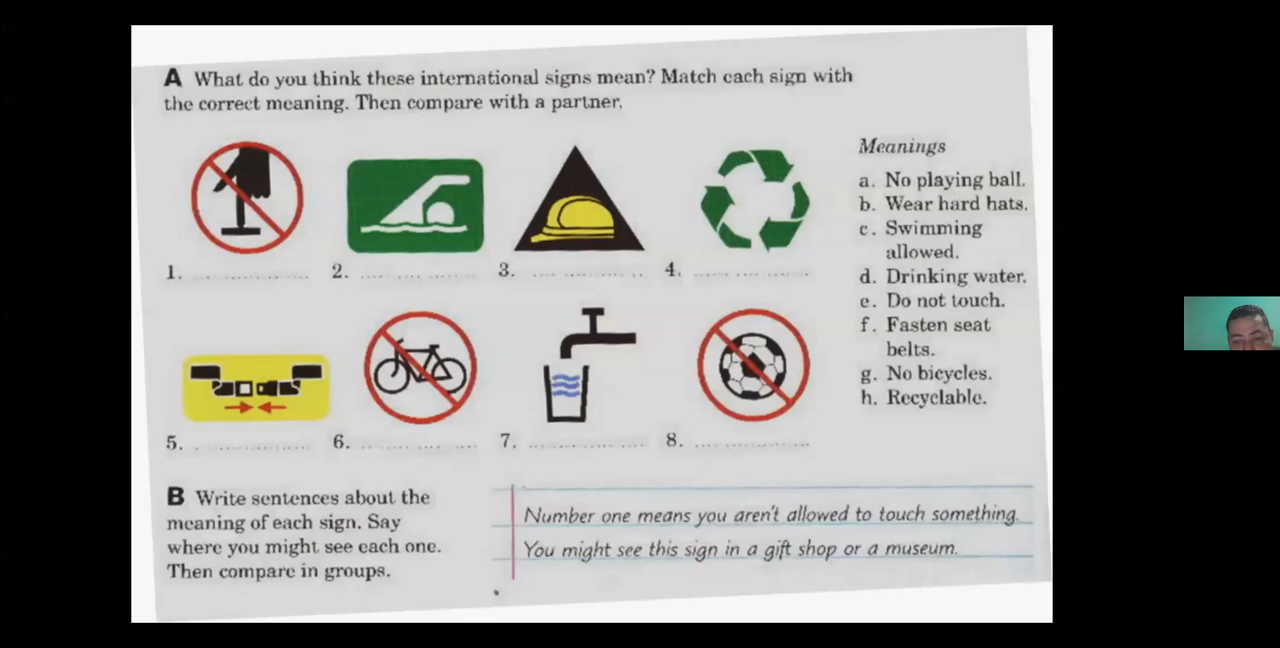 A What do you think these international signs mean? Match each sign with
the correct meaning. Then compare with a partner.
Meanings
a. No playing ball.
b. Wear hard hats.
c. Swimming
allowed.
d. Drinking water.
e. Do not touch.
f. Fasten seat
belts.
g. No bicycles.
h. Recyclable.
1. ....................
2. ....................
3. ....................
4. ....................
5. ....................
6. ....................
7. ....................
8. ....................
B Write sentences about the
meaning of each sign. Say
where you might see each one.
Then compare in groups.
Number one means you aren't allowed to touch something.
You might see this sign in a gift shop or a museum.